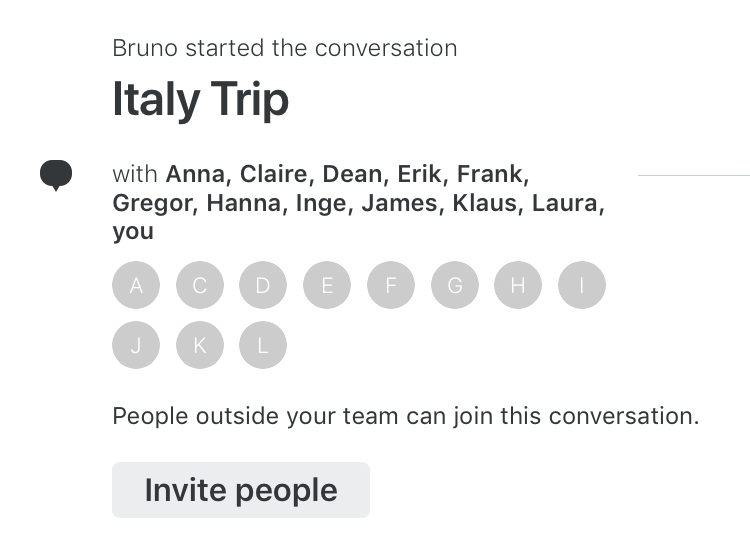 Bruno started the conversation
Italy Trip
with Anna, Claire, Dean, Erik, Frank,
Gregor, Hanna, Inge, James, Klaus, Laura,
you
A C D E F G H I
J K L
People outside your team can join this conversation.
Invite people